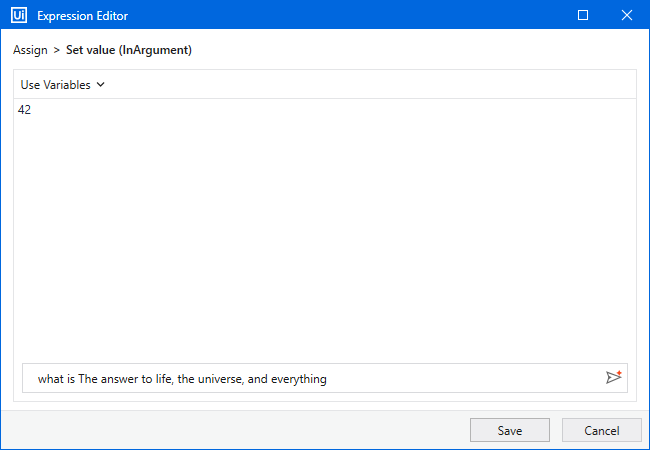 Ui Expression Editor
Assign > Set value (InArgument)
Use Variables
42
what is The answer to life, the universe, and everything
Save Cancel